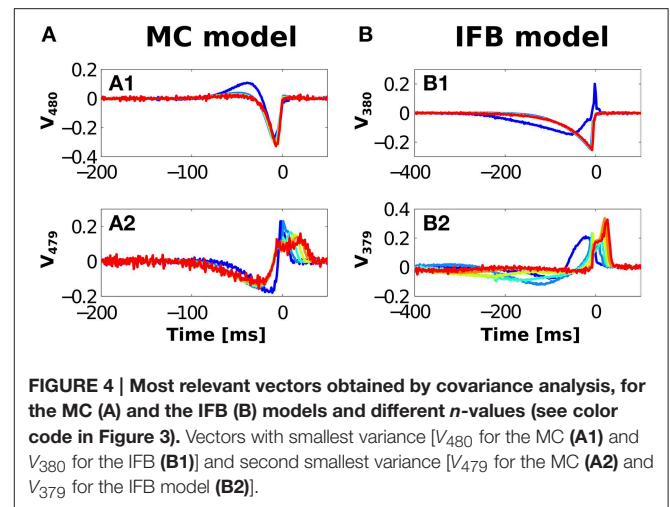 A MC model B IFB model
A1 B1
0.2 0.2
0 0
−0.2 −0.2
−0.4
V480 V380
−200 −100 0 −400 −200 0
A2 B2
0.4 0.4
0.2 0.2
0 0
−0.2 −0.2
V479 V379
−200 −100 0 −400 −200 0
Time [ms] Time [ms]
FIGURE 4 | Most relevant vectors obtained by covariance analysis, for
the MC (A) and the IFB (B) models and different n-values (see color
code in Figure 3). Vectors with smallest variance [V480 for the MC (A1) and
V380 for the IFB (B1)] and second smallest variance [V479 for the MC (A2) and
V379 for the IFB model (B2)].